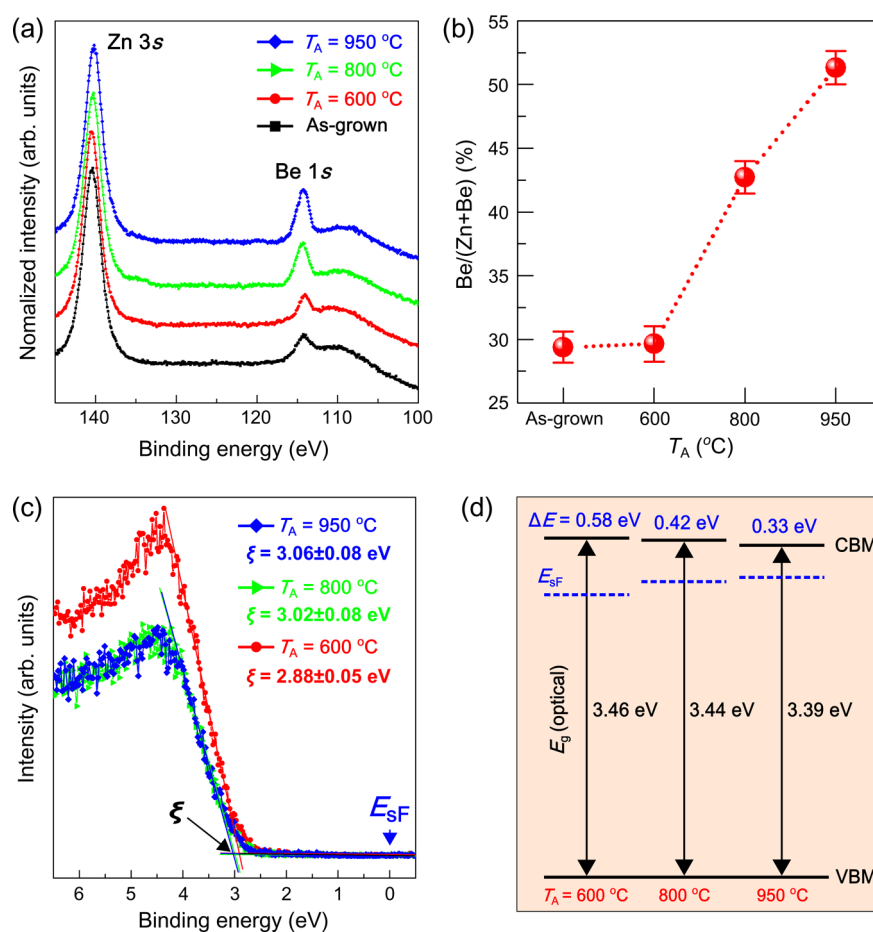 (a)
Zn 3s
T_A = 950 °C
T_A = 800 °C
T_A = 600 °C
As-grown
Be 1s
Nomalized intensity (arb. units)
140 130 120 110 100
Binding energy (eV)
(b)
Be/(Zn+Be) (%)
55
50
45
40
35
30
25
As-grown 600 800 950
T_A (°C)
(c)
T_A = 950 °C
ξ = 3.06±0.08 eV
T_A = 800 °C
ξ = 3.02±0.08 eV
T_A = 600 °C
ξ = 2.88±0.05 eV
ξ
E_sF
Intensity (arb. units)
6 5 4 3 2 1 0
Binding energy (eV)
(d)
ΔE = 0.58 eV 0.42 eV 0.33 eV
CBM
E_sF
E_g (optical)
3.46 eV 3.44 eV 3.39 eV
VBM
T_A = 600 °C 800 °C 950 °C